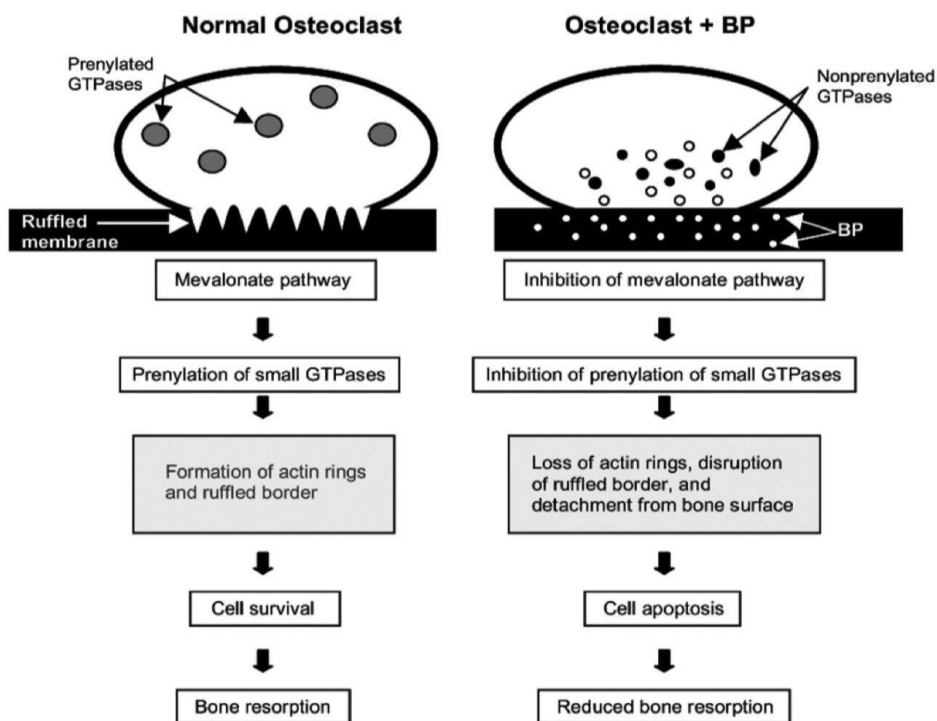 Normal Osteoclast
Prenylated
GTPases
Ruffled
membrane
Mevalonate pathway
Prenylation of small GTPases
Formation of actin rings
and ruffled border
Cell survival
Bone resorption
Osteoclast + BP
Nonprenylated
GTPases
BP
Inhibition of mevalonate pathway
Inhibition of prenylation of small GTPases
Loss of actin rings, disruption
of ruffled border, and
detachment from bone surface
Cell apoptosis
Reduced bone resorption